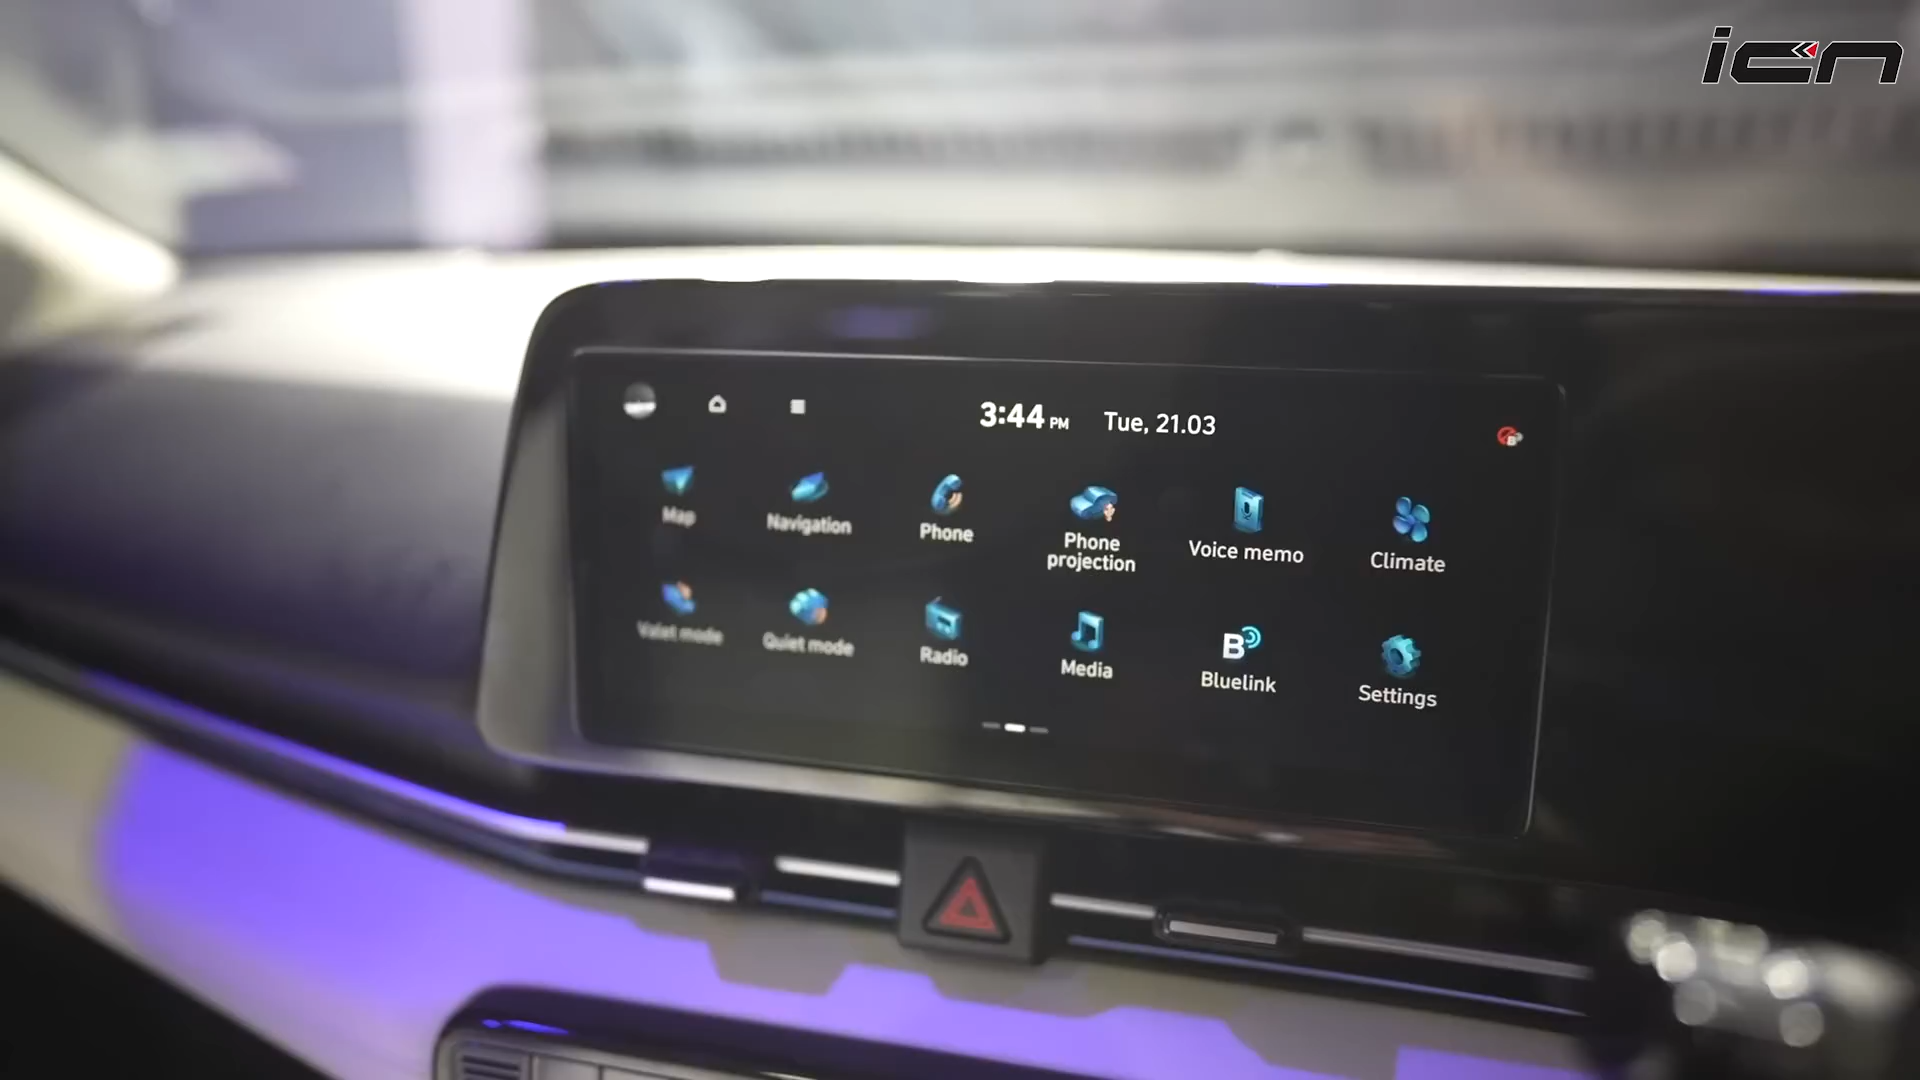 icn
3:44 PM Tue, 21.03
Map
Navigation
Phone
Phone
projection
Voice memo
Climate
Valet mode
Quiet mode
Radio
Media
B
Bluelink
Settings